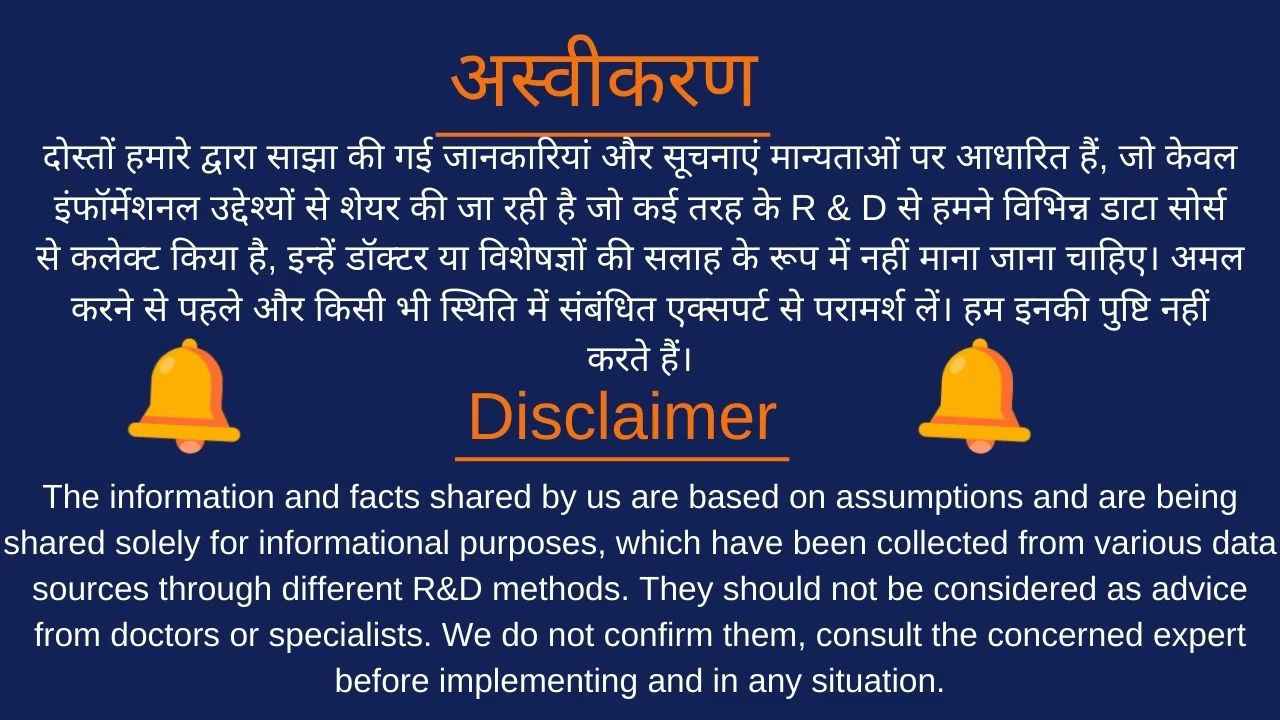 अस्वीकरण
दोस्तों हमारे द्वारा साझा की गई जानकारियां और सूचनाएं मान्यताओं पर आधारित हैं, जो केवल
इंफॉर्मेशनल उद्देश्यों से शेयर की जा रही है जो कई तरह के R & D से हमने विभिन्न डाटा सोर्स
से कलेक्ट किया है, इन्हें डॉक्टर या विशेषज्ञों की सलाह के रूप में नहीं माना जाना चाहिए। अमल
करने से पहले और किसी भी स्थिति में संबंधित एक्सपर्ट से परामर्श लें। हम इनकी पुष्टि नहीं
करते हैं।
Disclaimer
The information and facts shared by us are based on assumptions and are being
shared solely for informational purposes, which have been collected from various data
sources through different R&D methods. They should not be considered as advice
from doctors or specialists. We do not confirm them, consult the concerned expert
before implementing and in any situation.